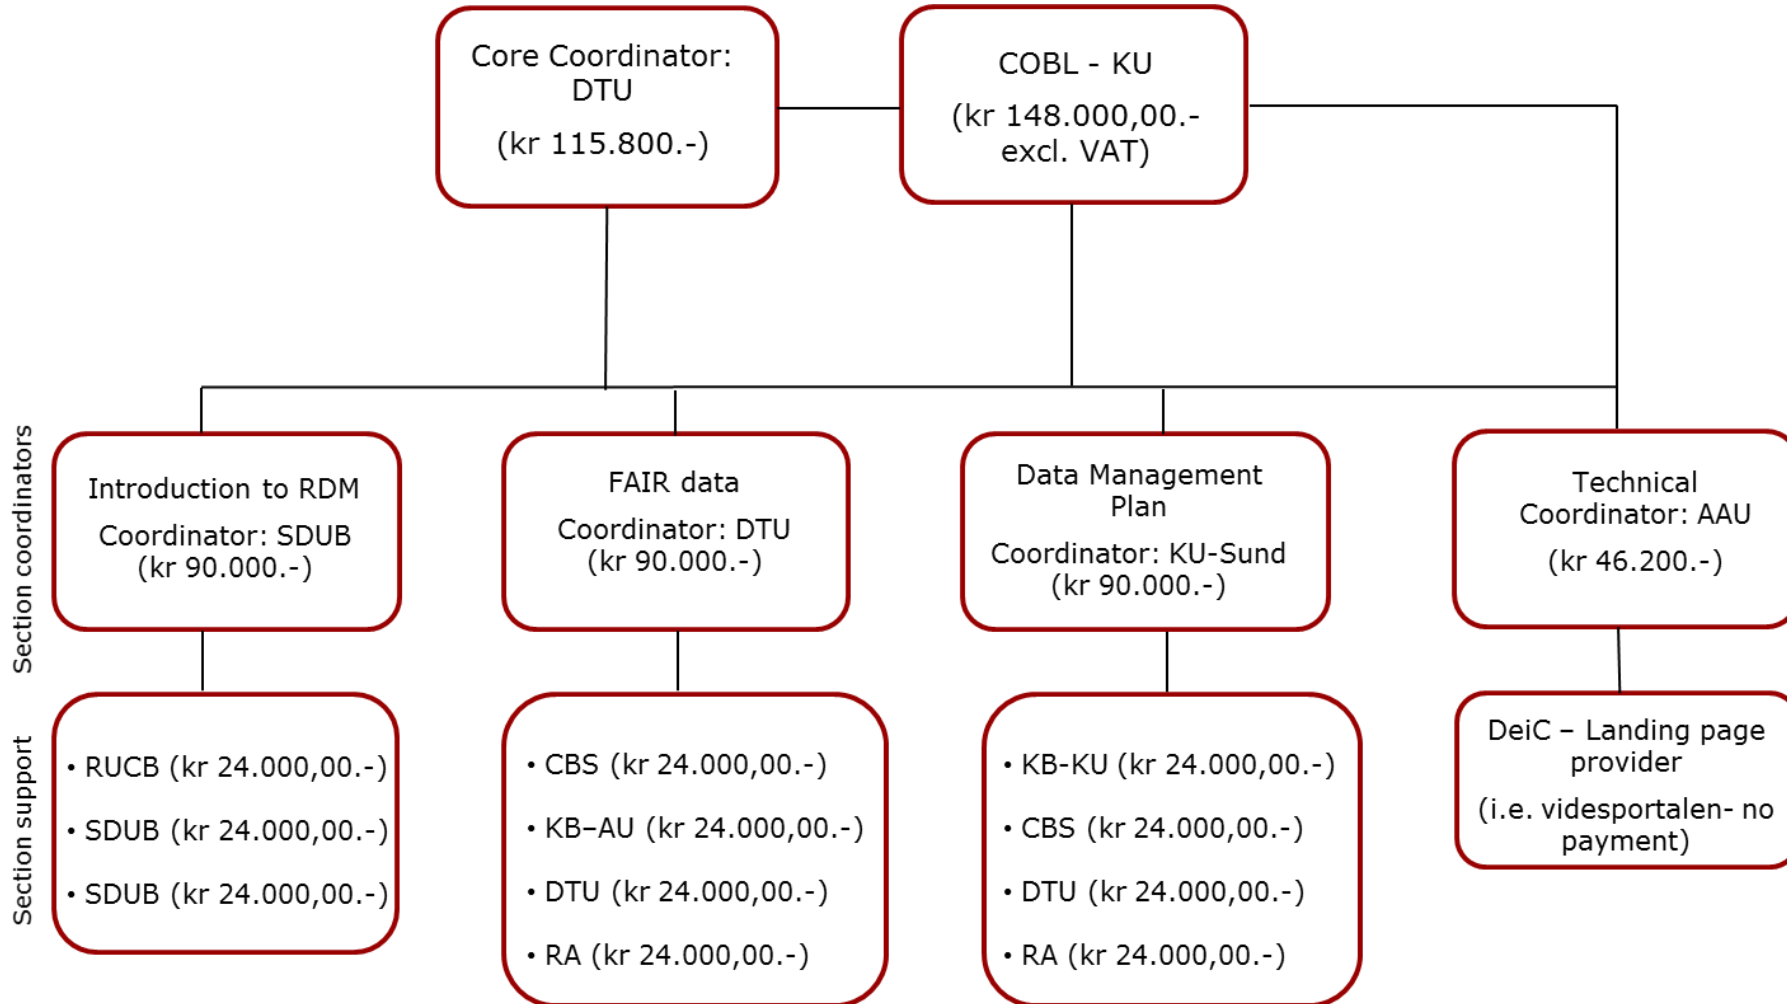 Core Coordinator:
DTU
(kr 115.800.-)
COBL - KU
(kr 148.000,00.-
excl. VAT)
Section coordinators
Introduction to RDM
Coordinator: SDUB
(kr 90.000.-)
FAIR data
Coordinator: DTU
(kr 90.000.-)
Data Management
Plan
Coordinator: KU-Sund
(kr 90.000.-)
Technical
Coordinator: AAU
(kr 46.200.-)
Section support
• RUCB (kr 24.000,00.-)
• SDUB (kr 24.000,00.-)
• SDUB (kr 24.000,00.-)
• CBS (kr 24.000,00.-)
• KB–AU (kr 24.000,00.-)
• DTU (kr 24.000,00.-)
• RA (kr 24.000,00.-)
• KB-KU (kr 24.000,00.-)
• CBS (kr 24.000,00.-)
• DTU (kr 24.000,00.-)
• RA (kr 24.000,00.-)
DeiC – Landing page
provider
(i.e. videsportalen- no
payment)